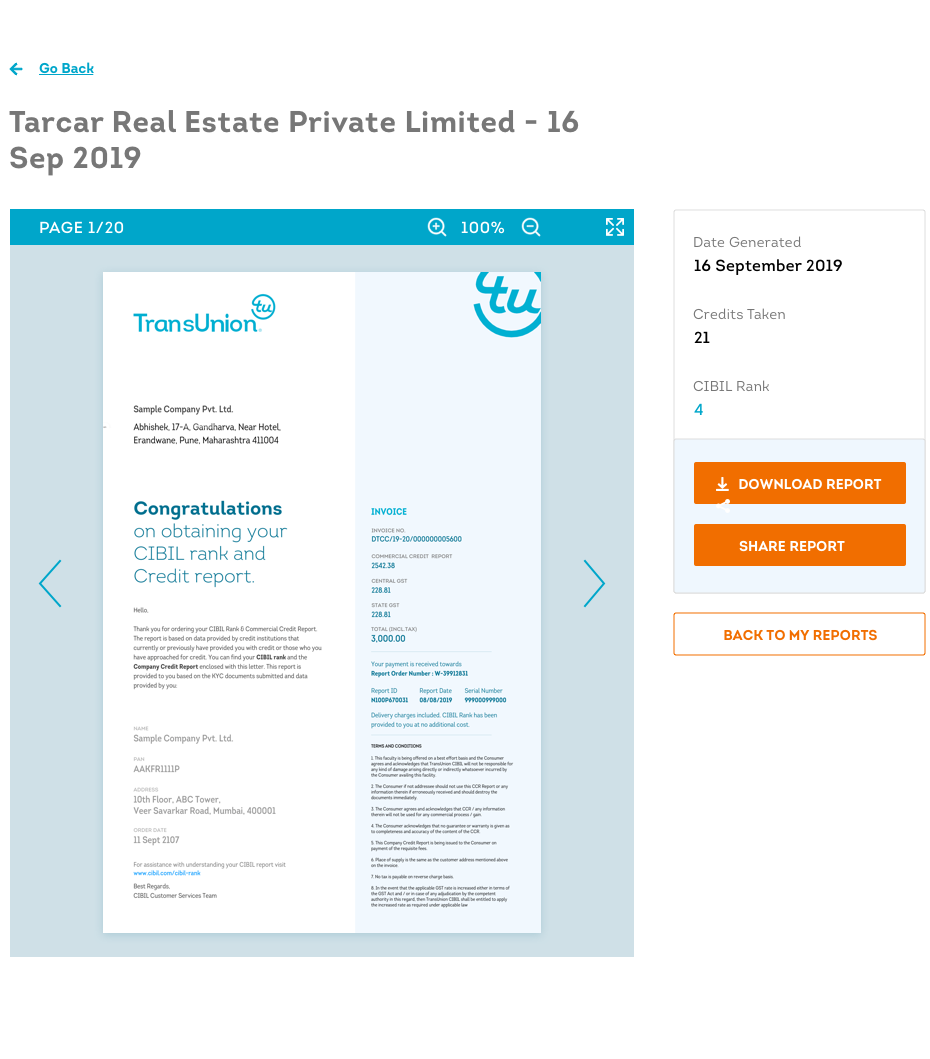 Go Back
Tarcar Real Estate Private Limited - 16
Sep 2019
PAGE 1/20
100%
TransUnion
tu
tu
Sample Company Pvt. Ltd.
Abhishek, 17-A, Gandharva, Near Hotel,
Erandwane, Pune, Maharashtra 411004
Congratulations
on obtaining your
CIBIL rank and
Credit report.
Hello,
Thank you for ordering your CIBIL Rank & Commercial Credit Report.
The report is based on data provided by credit institutions that
currently or previously have provided you with credit or those who you
have approached for credit. You can find your CIBIL rank and the
Company Credit Report enclosed with this letter. This report is
provided to you based on the KYC documents submitted and data
provided by you:
NAME
Sample Company Pvt. Ltd.
PAN
AAKFR1111P
ADDRESS
10th Floor, ABC Tower,
Veer Savarkar Road, Mumbai, 400001
ORDER DATE
11 Sept 2107
For assistance with understanding your CIBIL report visit
www.cibil.com/cibil-rank
Best Regards,
CIBIL Customer Services Team
INVOICE
INVOICE NO.
DTCC/19-20/000000005600
COMMERCIAL CREDIT REPORT
2542.38
CENTRAL GST
228.81
STATE GST
228.81
TOTAL (INCL.TAX)
3,000.00
Your payment is received towards
Report Order Number : W-39912831
Report ID Report Date Serial Number
N100P670031 08/08/2019 999000999000
Delivery charges included. CIBIL Rank has been
provided to you at no additional cost.
TERMS AND CONDITIONS
1. This faculty is being offered on a best effort basis and the Consumer
agrees and acknowledges that TransUnion CIBIL will not be responsible for
any kind of damage arising directly or indirectly whatsoever incurred by
the Consumer availing this facility.
2. The Consumer if not addressee should not use this CCR Report or any
information therein if erroneously received and should destroy the
documents immediately.
3. The Consumer agrees and acknowledges that CCR / any information
therein will not be used for any commercial process / gain.
4. The Consumer acknowledges that no guarantee or warranty is given as
to completeness and accuracy of the content of the CCR
5. This Company Credit Report is being issued to the Consumer on
payment of the requisite fees.
6. Place of supply is the same as the customer address mentioned above
on the invoice.
7. No tax is payable on reverse charge basis.
8. In the event that the applicable GST rate is increased either in terms of
the GST Act and / or in case of any adjudication by the competent
authority in this regard, then TransUnion CIBIL shall be entitled to apply
the increased rate as required under applicable law
Date Generated
16 September 2019
Credits Taken
21
CIBIL Rank
4
DOWNLOAD REPORT
SHARE REPORT
BACK TO MY REPORTS